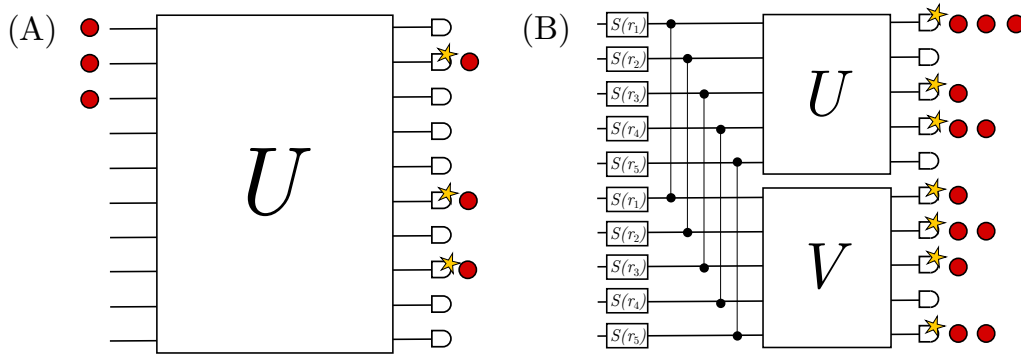 (A)
U
(B)
S(r₁)
S(r₂)
S(r₃)
S(r₄)
S(r₅)
S(r₁)
S(r₂)
S(r₃)
S(r₄)
S(r₅)
U
V